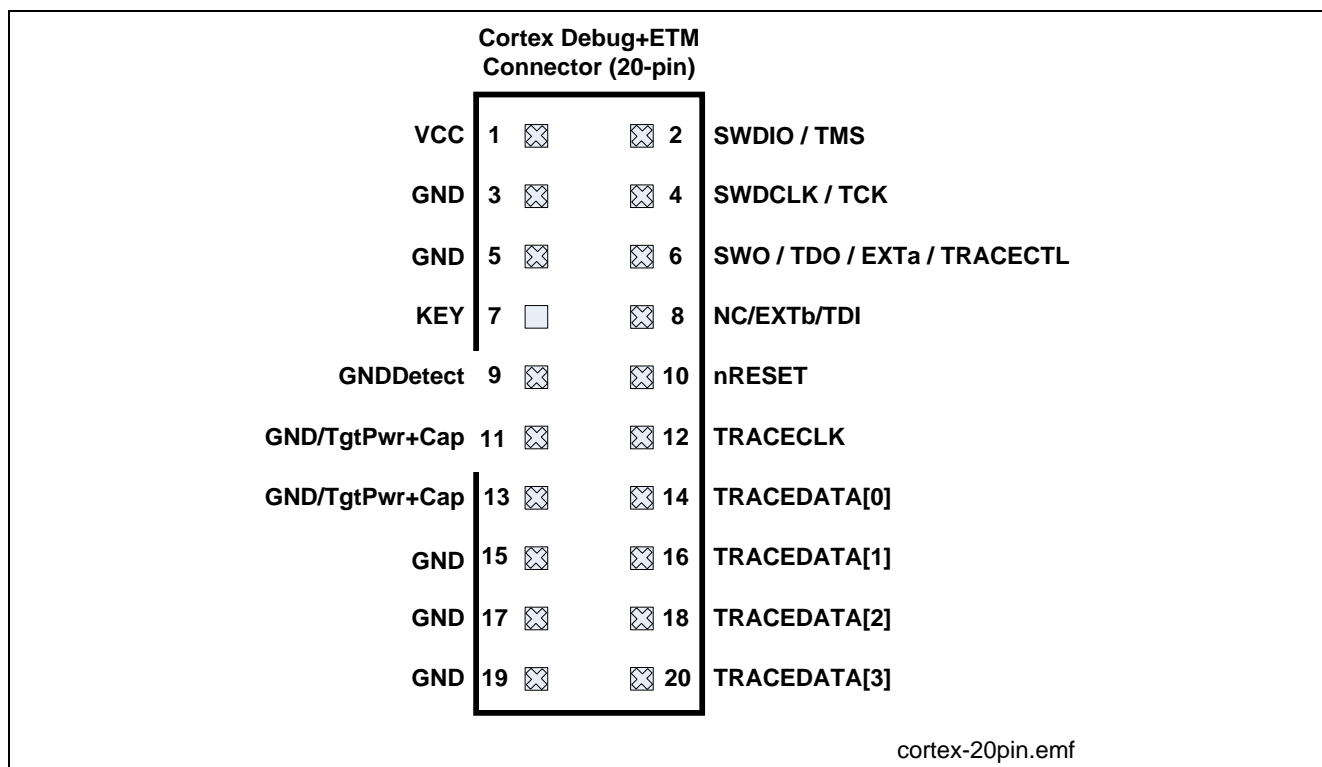 Cortex Debug+ETM
Connector (20-pin)
VCC 1 2 SWDIO / TMS
GND 3 4 SWDCLK / TCK
GND 5 6 SWO / TDO / EXTa / TRACECTL
KEY 7 8 NC/EXTb/TDI
GNDDetect 9 10 nRESET
GND/TgtPwr+Cap 11 12 TRACECLK
GND/TgtPwr+Cap 13 14 TRACEDATA[0]
GND 15 16 TRACEDATA[1]
GND 17 18 TRACEDATA[2]
GND 19 20 TRACEDATA[3]
cortex-20pin.emf